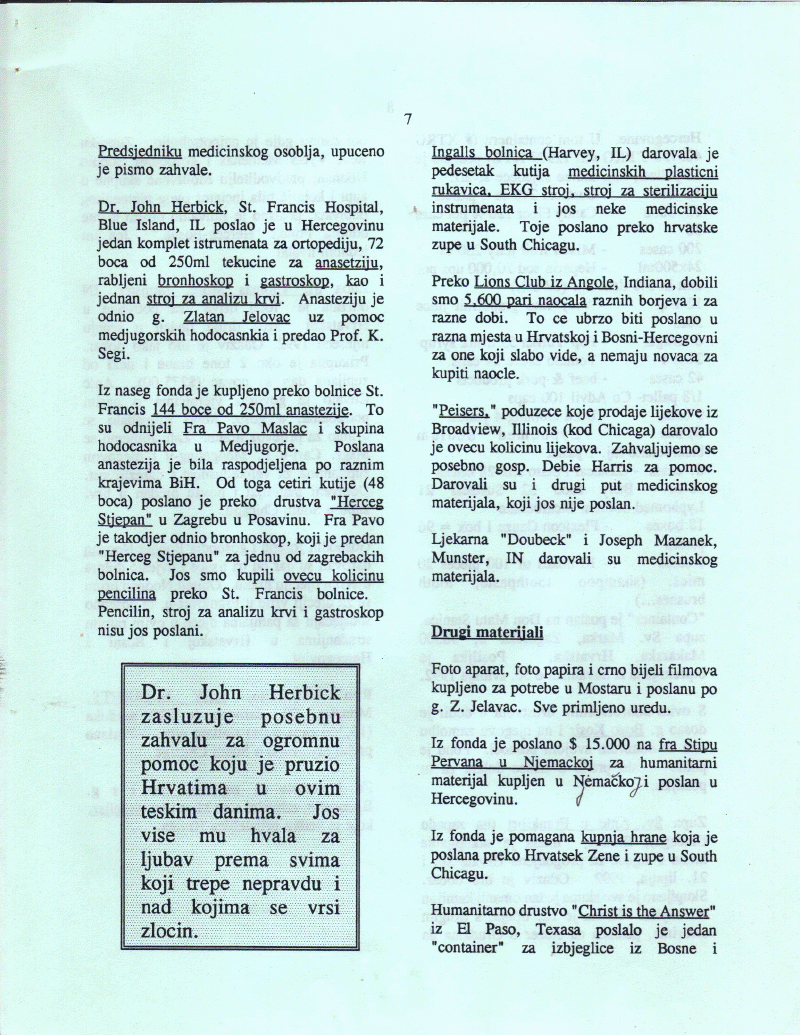 7
Predsjedniku medicinskog osoblja, upuceno
je pismo zahvale.
Dr. John Herbick, St. Francis Hospital,
Blue Island, IL poslao je u Hercegovinu
jedan komplet istrumenata za ortopediju, 72
boca od 250ml tekucine za anasetziju,
rabljeni bronhoskop i gastroskop, kao i
jednan stroj za analizu krvi. Anasteziju je
odnio g. Zlatan Jelovac uz pomoc
medjugorskih hodocasnkia i predao Prof. K.
Segi.
Iz naseg fonda je kupljeno preko bolnice St.
Francis 144 boce od 250ml anastezije. To
su odnijeli Fra Pavo Maslac i skupina
hodocasnika u Medjugorje. Poslana
anastezija je bila raspodjeljena po raznim
krajevima BiH. Od toga cetiri kutije (48
boca) poslano je preko drustva "Herceg
Stjepan" u Zagrebu u Posavinu. Fra Pavo
je takodjer odnio bronhoskop, koji je predan
"Herceg Stjepanu" za jednu od zagrebackih
bolnica. Jos smo kupili ovecu kolicinu
pencilina preko St. Francis bolnice.
Pencilin, stroj za analizu krvi i gastroskop
nisu jos poslani.
Dr. John Herbick
zasluzuje posebnu
zahvalu za ogromnu
pomoc koju je pruzio
Hrvatima u ovim
teskim danima. Jos
vise mu hvala za
ljubav prema svima
koji trepe nepravdu i
nad kojima se vrsi
zlocin.
Ingalls bolnica (Harvey, IL) darovala je
pedesetak kutija medicinskih plasticni
rukavica, EKG stroj, stroj za sterilizaciju
instrumenata i jos neke medicinske
materijale. Toje poslano preko hrvatske
zupe u South Chicagu.
Preko Lions Club iz Angole, Indiana, dobili
smo 5,600 pari naocala raznih borjeva i za
razne dobi. To ce ubrzo biti poslano u
razna mjesta u Hrvatskoj i Bosni-Hercegovni
za one koji slabo vide, a nemaju novaca za
kupiti naocle.
"Peisers," poduzece koje prodaje lijekove iz
Broadview, Illinois (kod Chicaga) darovalo
je ovecu kolicinu lijekova. Zahvaljujemo se
posebno gosp. Debie Harris za pomoc.
Darovali su i drugi put medicinskog
materijala, koji jos nije poslan.
Ljekarna "Doubeck" i Joseph Mazanek,
Munster, IN darovali su medicinskog
materijala.
Drugi materijali
Foto aparat, foto papira i crno bijeli filmova
kupljeno za potrebe u Mostaru i poslanu po
g. Z. Jelavac. Sve primljeno uredu.
Iz fonda je poslano $ 15.000 na fra Stipu
Pervana u Njemackoj za humanitarni
materijal kupljen u Njemačkoj i poslan u
Hercegovinu.
Iz fonda je pomagana kupnja hrane koja je
poslana preko Hrvatsek Zene i zupe u South
Chicagu.
Humanitarno drustvo "Christ is the Answer"
iz El Paso, Texasa poslalo je jedan
"container" za izbjeglice iz Bosne i